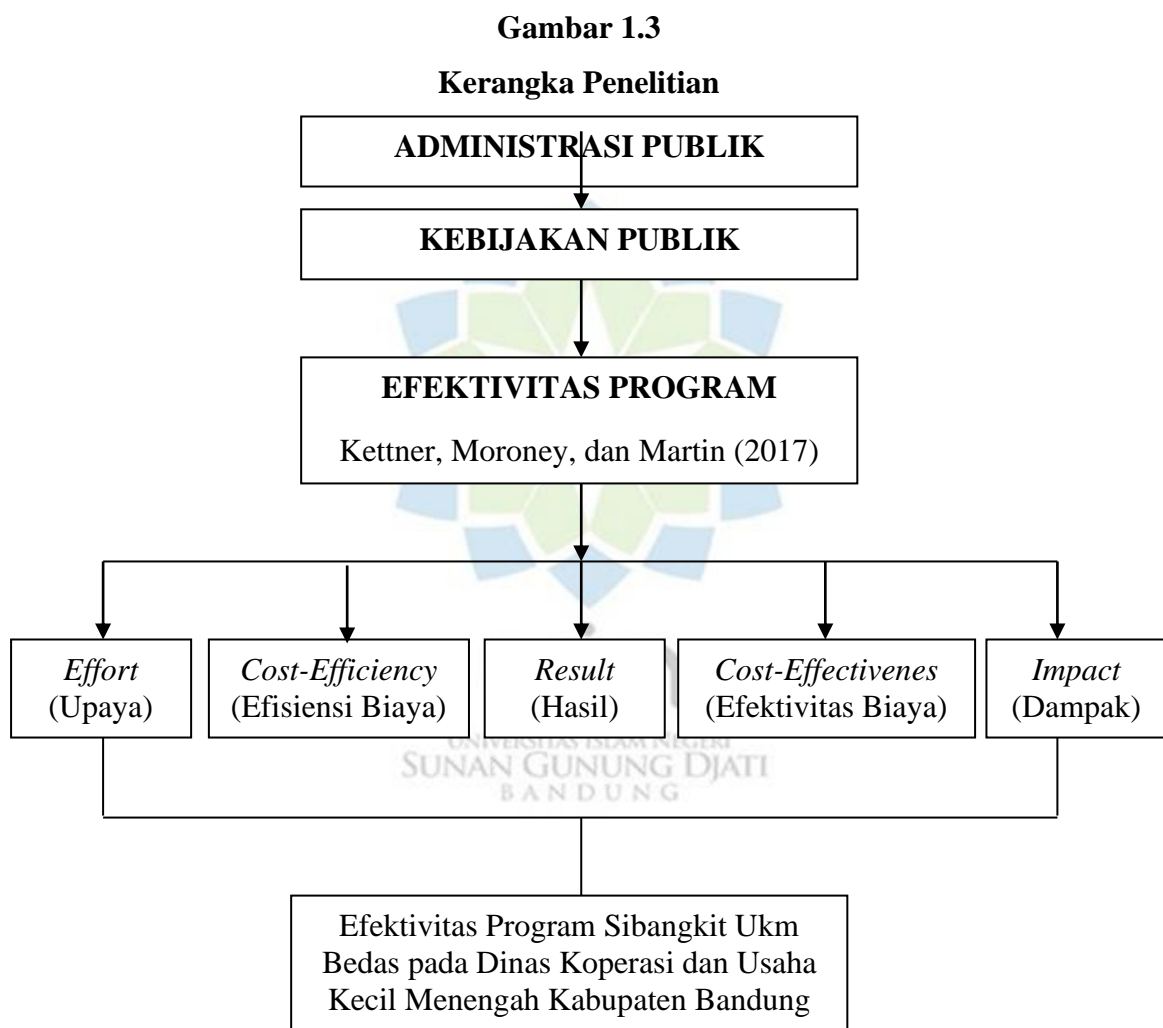 Gambar 1.3
Kerangka Penelitian
ADMINISTRASI PUBLIK
KEBIJAKAN PUBLIK
EFEKTIVITAS PROGRAM
Kettner, Moroney, dan Martin (2017)
Effort
(Upaya)
Cost-Efficiency
(Efisiensi Biaya)
Result
(Hasil)
Cost-Effectivenes
(Efektivitas Biaya)
Impact
(Dampak)
UNIVERSITAS ISLAM NEGERI
SUNAN GUNUNG DJATI
BANDUNG
Efektivitas Program Sibangkit Ukm
Bedas pada Dinas Koperasi dan Usaha
Kecil Menengah Kabupaten Bandung